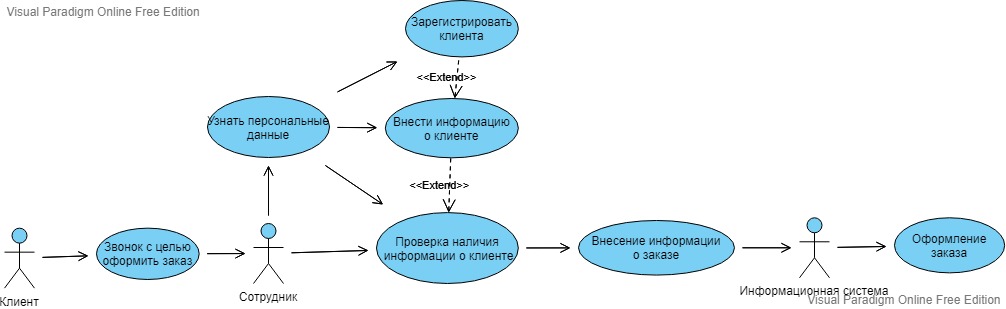 Visual Paradigm Online Free Edition
Зарегистрировать
клиента
<<Extend>>
Узнать персональные
данные
Внести информацию
о клиенте
<<Extend>>
Звонок с целью
оформить заказ
Проверка наличия
информации о клиенте
Внесение информации
о заказе
Оформление
заказа
Клиент
Сотрудник
Информационная система
Visual Paradigm Online Free Edition